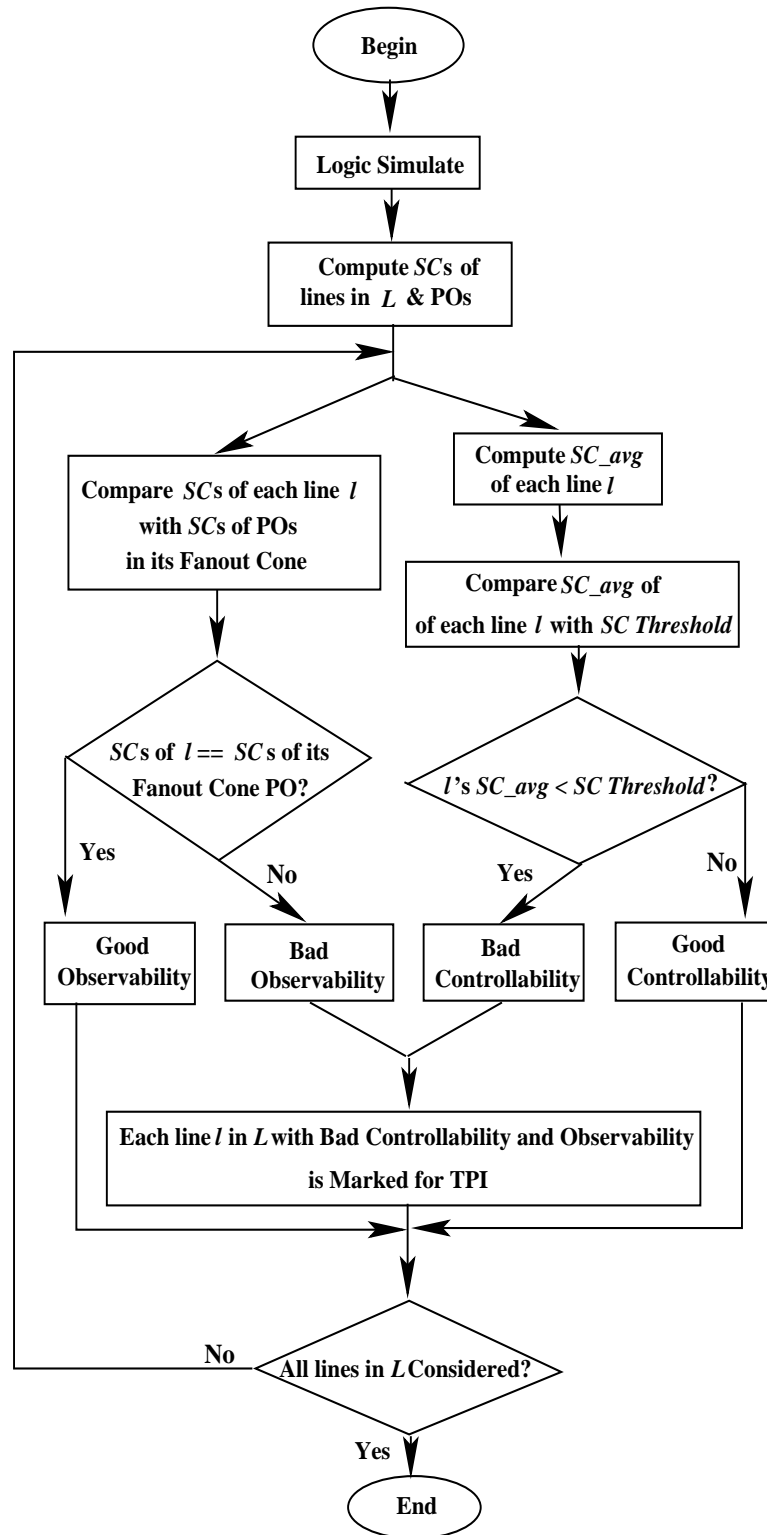 Begin
Logic Simulate
Compute SCs of
lines in L & POs
Compare SCs of each line l
with SCs of POs
in its Fanout Cone
Compute SC_avg
of each line l
Compare SC_avg of
of each line l with SC Threshold
SCs of l == SCs of its
Fanout Cone PO?
l's SC_avg < SC Threshold?
Yes
No
Yes
No
Good
Observability
Bad
Observability
Bad
Controllability
Good
Controllability
Each line l in L with Bad Controllability and Observability
is Marked for TPI
No
All lines in L Considered?
Yes
End